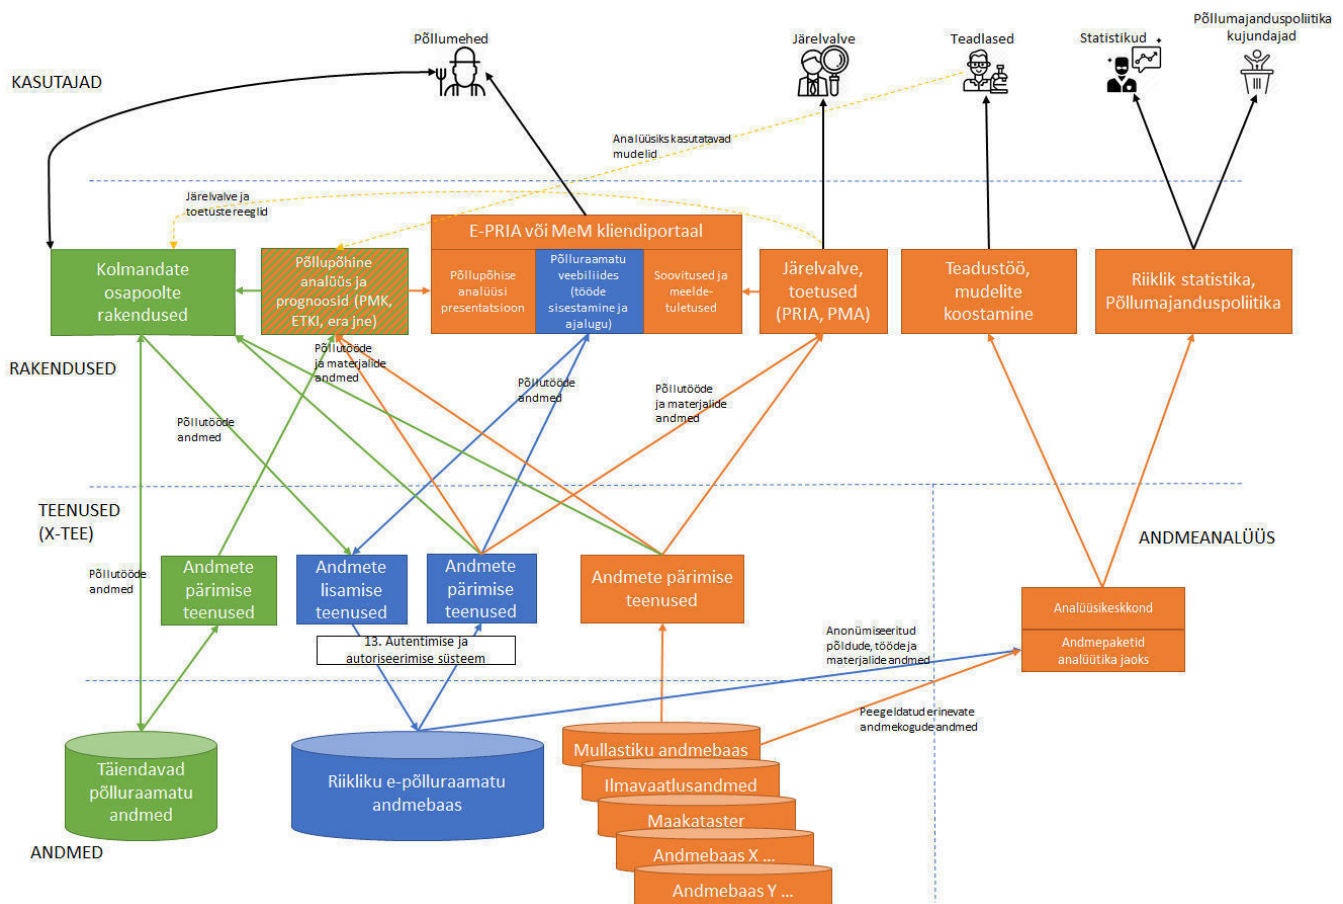 Põllumajanduspoliitika
kujundajad
Põllumehed
Järelvalve
Teadlased
Statistikud
KASUTAJAD
Analüüsiks kasutatavad
mudelid
Järelvalve ja
toetuste reeglid
E-PRIA või MeM kliendiportaal
Kolmandate
osapoolte
rakendused
Põllupõhine
analüüs ja
prognoosid (PMK,
ETKI, era jne)
Põllupõhise
analüüsi
presentatsioon
Põlluraamatu
veebiliides
(tööde
sisestamine ja
ajalugu)
Soovitused ja
meelde-
tuletused
Järelvalve,
toetused
(PRIA, PMA)
Teadustöö,
mudelite
koostamine
Riiklik statistika,
Põllumajanduspoliitika
RAKENDUSED
Põllutööde
ja materjalide
andmed
Põllutööde
andmed
Põllutööde
ja materjalide
andmed
Põllutööde
andmed
TEENUSED
(X-TEE)
ANDMEANALÜÜS
Põllutööde
andmed
Andmete
pärimise
teenused
Andmete
lisamise
teenused
Andmete
pärimise
teenused
Andmete pärimise
teenused
Analüüsikeskkond
Andmepaketid
analüütika jaoks
13. Autentimise ja
autoriseerimise süsteem
Anonümiseeritud
põldude, tööde ja
materjalide andmed
Peegeldatud erinevate
andmekogude andmed
Täiendavad
põlluraamatu
andmed
Riikliku e-põlluraamatu
andmebaas
Mullastiku andmebaas
Ilmavaatlusandmed
Maakataster
Andmebaas X ...
Andmebaas Y ...
ANDMED